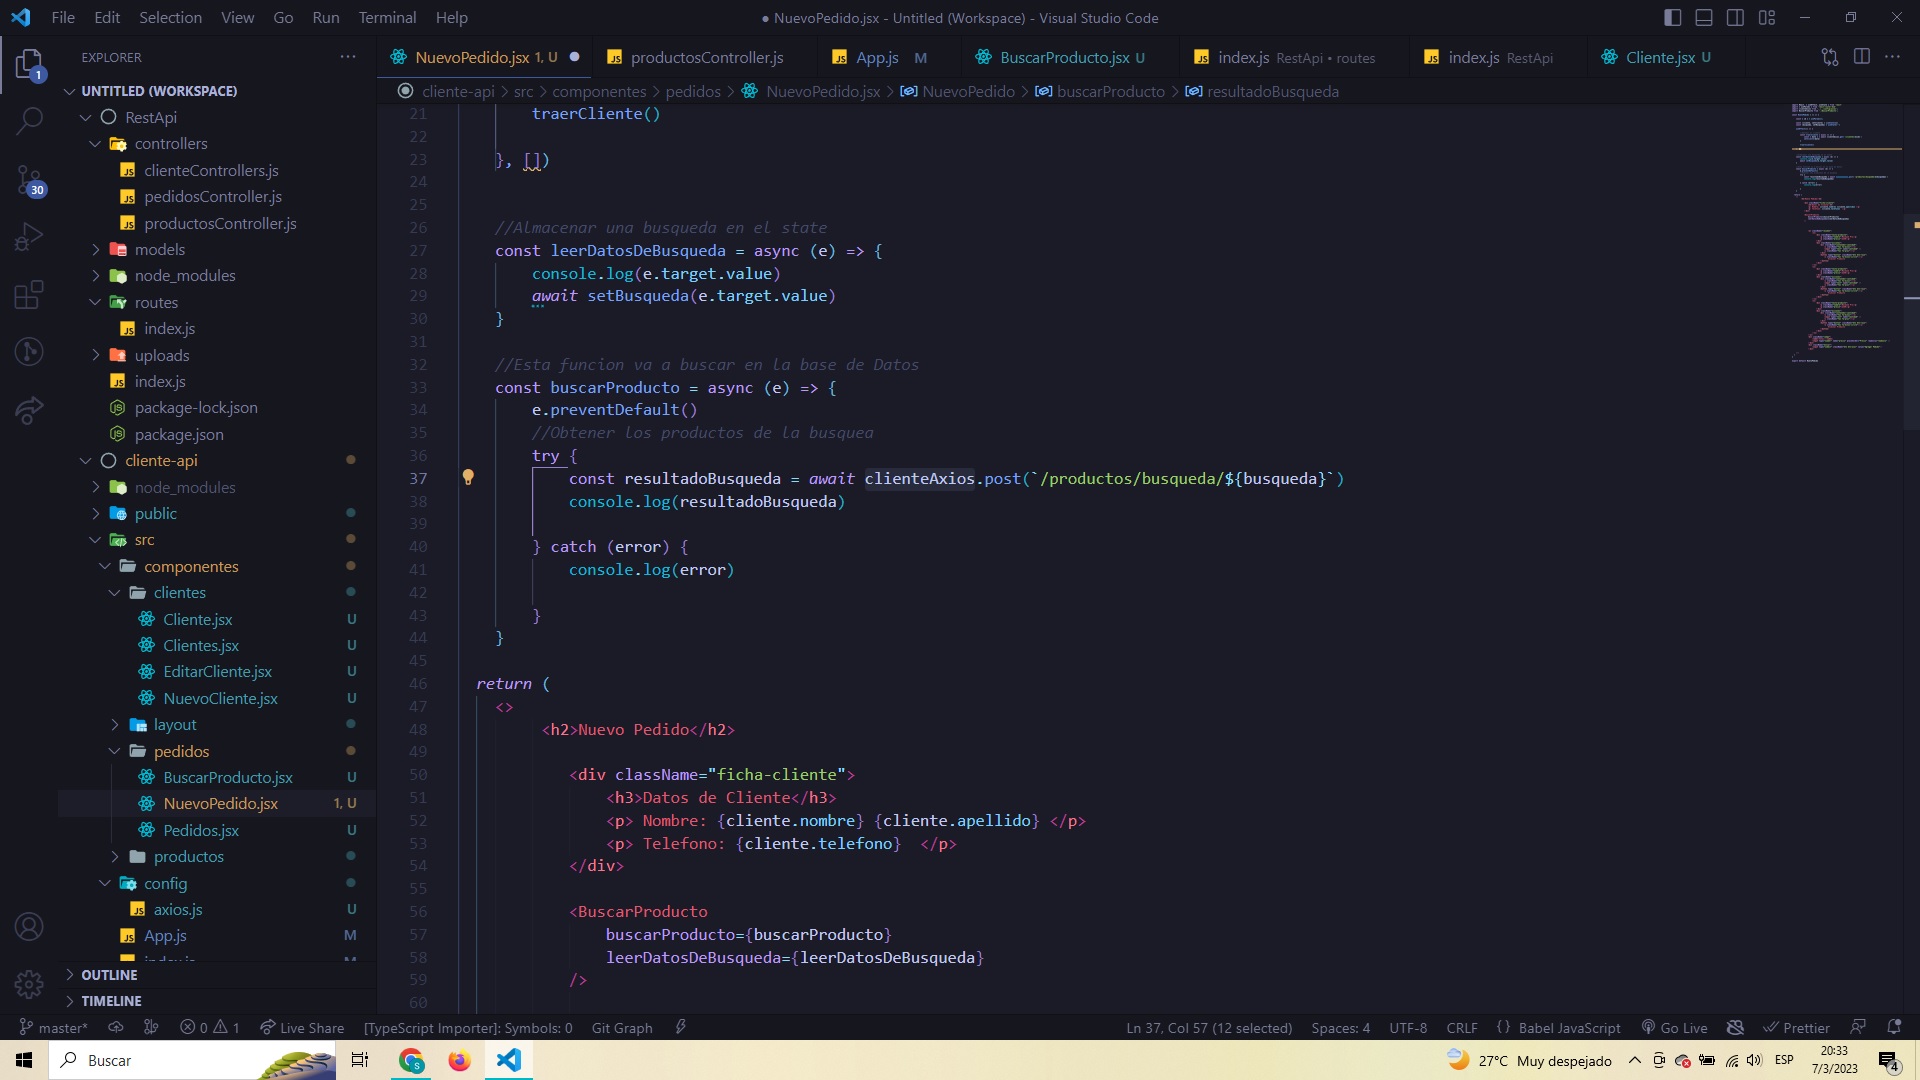 File Edit Selection View Go Run Terminal Help
● NuevoPedido.jsx - Untitled (Workspace) - Visual Studio Code
EXPLORER
NuevoPedido.jsx 1, U
productosController.js
App.js M
BuscarProducto.jsx U
index.js RestApi • routes
index.js RestApi
Cliente.jsx U
cliente-api > src > componentes > pedidos > NuevoPedido.jsx > NuevoPedido > buscarProducto > resultadoBusqueda
1
30
UNTITLED (WORKSPACE)
RestApi
controllers
clienteControllers.js
pedidosController.js
productosController.js
models
node_modules
routes
index.js
uploads
index.js
package-lock.json
package.json
cliente-api
node_modules
public
src
componentes
clientes
Cliente.jsx U
Clientes.jsx U
EditarCliente.jsx U
NuevoCliente.jsx U
layout
pedidos
BuscarProducto.jsx U
NuevoPedido.jsx 1, U
Pedidos.jsx U
productos
config
axios.js U
App.js M
index.js M
OUTLINE
TIMELINE
21 traerCliente()
22
23 }, [])
24
25
26 //Almacenar una busqueda en el state
27 const leerDatosDeBusqueda = async (e) => {
28 console.log(e.target.value)
29 await setBusqueda(e.target.value)
30 }
31
32 //Esta funcion va a buscar en la base de Datos
33 const buscarProducto = async (e) => {
34 e.preventDefault()
35 //Obtener los productos de la busquea
36 try {
37 const resultadoBusqueda = await clienteAxios.post(`/productos/busqueda/${busqueda}`)
38 console.log(resultadoBusqueda)
39
40 } catch (error) {
41 console.log(error)
42
43 }
44 }
45
46 return (
47 <>
48 <h2>Nuevo Pedido</h2>
49
50 <div className="ficha-cliente">
51 <h3>Datos de Cliente</h3>
52 <p> Nombre: {cliente.nombre} {cliente.apellido} </p>
53 <p> Telefono: {cliente.telefono}  </p>
54 </div>
55
56 <BuscarProducto
57 buscarProducto={buscarProducto}
58 leerDatosDeBusqueda={leerDatosDeBusqueda}
59 />
60
master* 0 1 Live Share [TypeScript Importer]: Symbols: 0 Git Graph
Ln 37, Col 57 (12 selected) Spaces: 4 UTF-8 CRLF {} Babel JavaScript Go Live Prettier
Buscar
27°C Muy despejado
ESP
20:33
7/3/2023
4